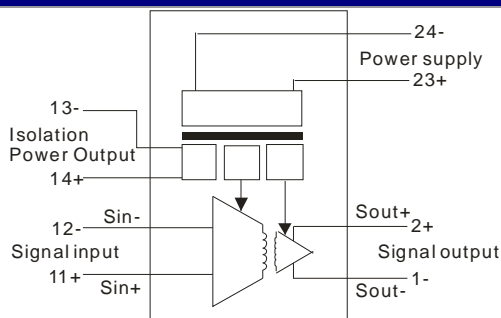 24-
Power supply
23+
13-
Isolation
Power Output
14+
Sin-
12-
Signal input
11+
Sin+
Sout+
2+
Signal output
1-
Sout-